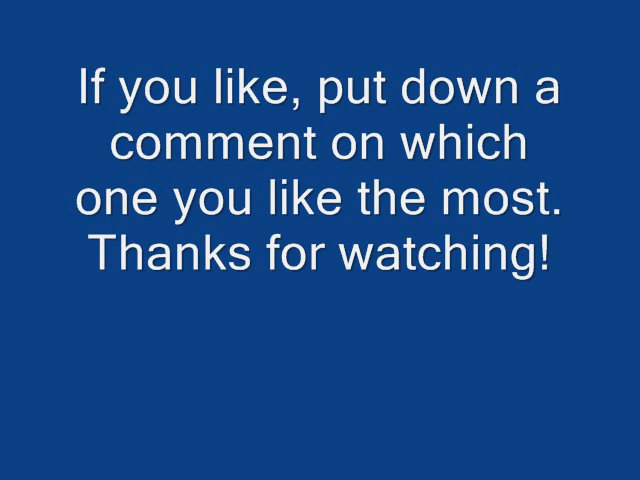 If you like, put down a
comment on which
one you like the most.
Thanks for watching!